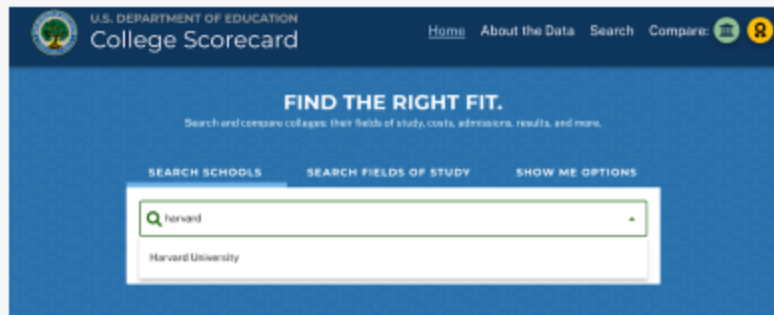 U.S. DEPARTMENT OF EDUCATION
College Scorecard
Home About the Data Search Compare:
FIND THE RIGHT FIT.
Search and compare colleges: their fields of study, costs, admissions, results, and more.
SEARCH SCHOOLS SEARCH FIELDS OF STUDY SHOW ME OPTIONS
harvard
Harvard University